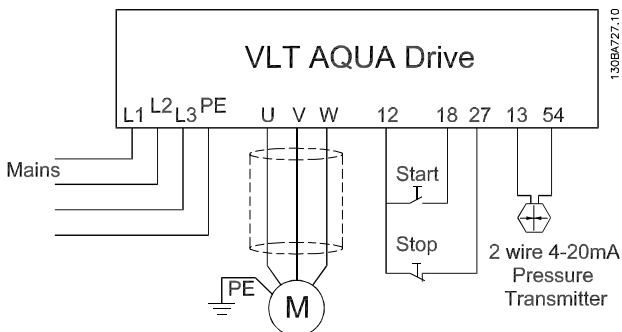 130BA727.10
VLT AQUA Drive
L1 L2 L3 PE U V W 12 18 27 13 54
Mains
Start
Stop
2 wire 4-20mA
Pressure
Transmitter
PE
M